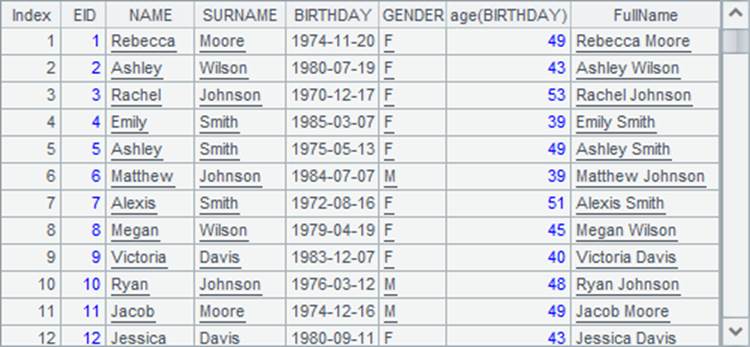 Index EID NAME SURNAME BIRTHDAY GENDER age(BIRTHDAY) FullName
1 1 Rebecca Moore 1974-11-20 F 49 Rebecca Moore
2 2 Ashley Wilson 1980-07-19 F 43 Ashley Wilson
3 3 Rachel Johnson 1970-12-17 F 53 Rachel Johnson
4 4 Emily Smith 1985-03-07 F 39 Emily Smith
5 5 Ashley Smith 1975-05-13 F 49 Ashley Smith
6 6 Matthew Johnson 1984-07-07 M 39 Matthew Johnson
7 7 Alexis Smith 1972-08-16 F 51 Alexis Smith
8 8 Megan Wilson 1979-04-19 F 45 Megan Wilson
9 9 Victoria Davis 1983-12-07 F 40 Victoria Davis
10 10 Ryan Johnson 1976-03-12 M 48 Ryan Johnson
11 11 Jacob Moore 1974-12-16 M 49 Jacob Moore
12 12 Jessica Davis 1980-09-11 F 43 Jessica Davis